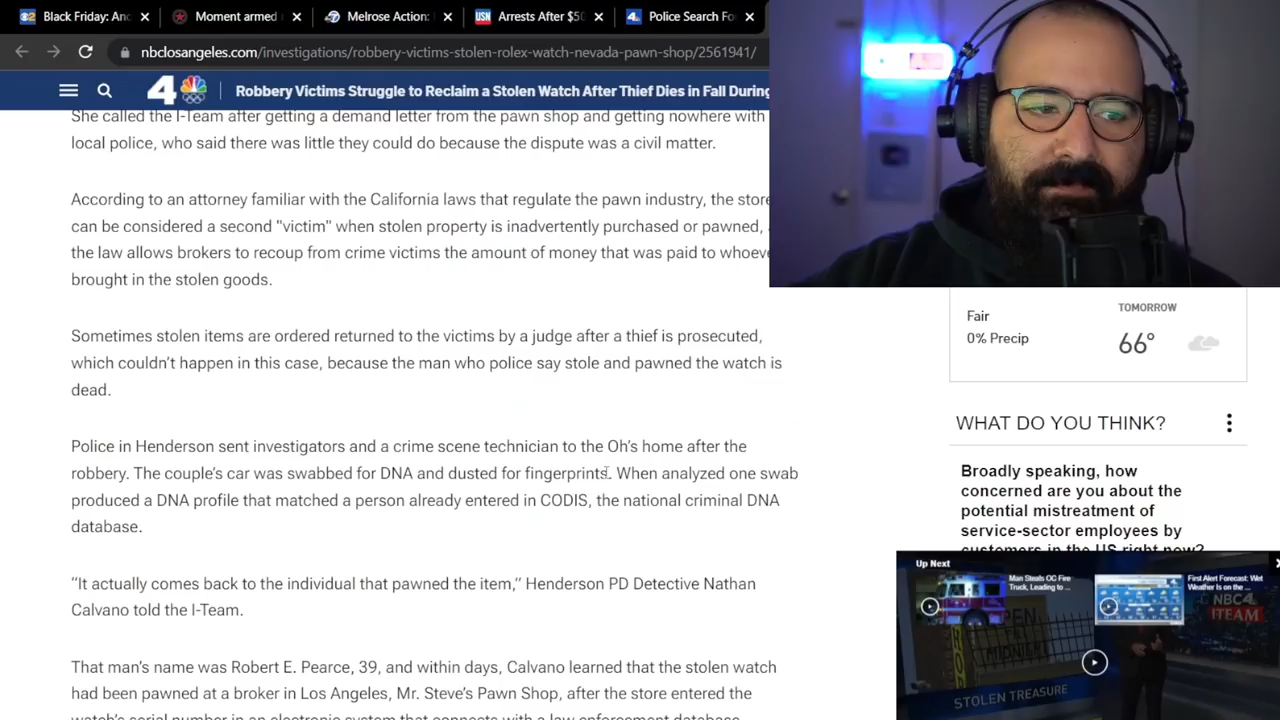 Black Friday: Anc
Moment armed r
Melrose Action:
Arrests After $50
Police Search Fo
nbclosangeles.com/investigations/robbery-victims-stolen-rolex-watch-nevada-pawn-shop/2561941/
4 Robbery Victims Struggle to Reclaim a Stolen Watch After Thief Dies in Fall During
She called the I-Team after getting a demand letter from the pawn shop and getting nowhere with
local police, who said there was little they could do because the dispute was a civil matter.
According to an attorney familiar with the California laws that regulate the pawn industry, the store
can be considered a second "victim" when stolen property is inadvertently purchased or pawned,
the law allows brokers to recoup from crime victims the amount of money that was paid to whoeve
brought in the stolen goods.
Sometimes stolen items are ordered returned to the victims by a judge after a thief is prosecuted,
which couldn't happen in this case, because the man who police say stole and pawned the watch is
dead.
Police in Henderson sent investigators and a crime scene technician to the Oh's home after the
robbery. The couple's car was swabbed for DNA and dusted for fingerprints. When analyzed one swab
produced a DNA profile that matched a person already entered in CODIS, the national criminal DNA
database.
“It actually comes back to the individual that pawned the item,” Henderson PD Detective Nathan
Calvano told the I-Team.
That man's name was Robert E. Pearce, 39, and within days, Calvano learned that the stolen watch
had been pawned at a broker in Los Angeles, Mr. Steve's Pawn Shop, after the store entered the
watch's serial number in an electronic system that connects with a law enforcement database
Fair
0% Precip
TOMORROW
66°
WHAT DO YOU THINK?
Broadly speaking, how
concerned are you about the
potential mistreatment of
service-sector employees by
customers in the US right now?
Up Next
Man Steals OC Fire
Truck, Leading to ...
First Alert Forecast: Wet
Weather Is on the ...
NBC4
I TEAM
STOLEN TREASURE